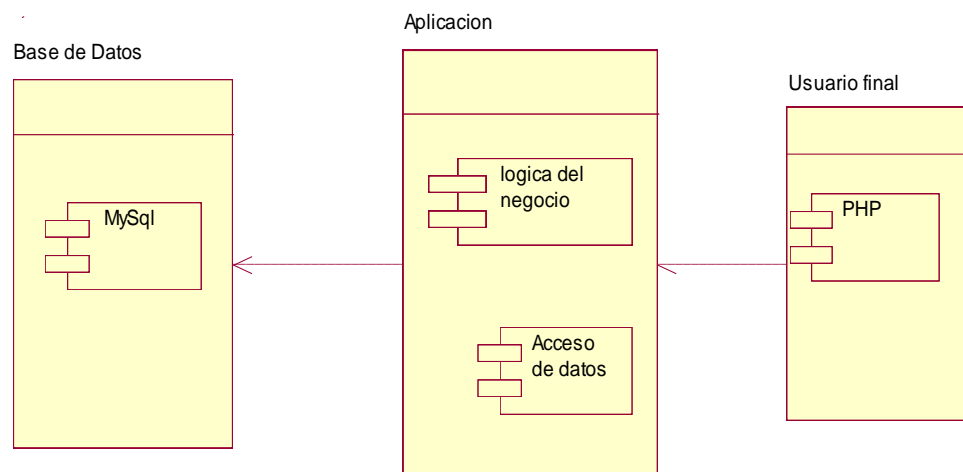 Base de Datos
MySql
Aplicacion
logica del
negocio
Acceso
de datos
Usuario final
PHP